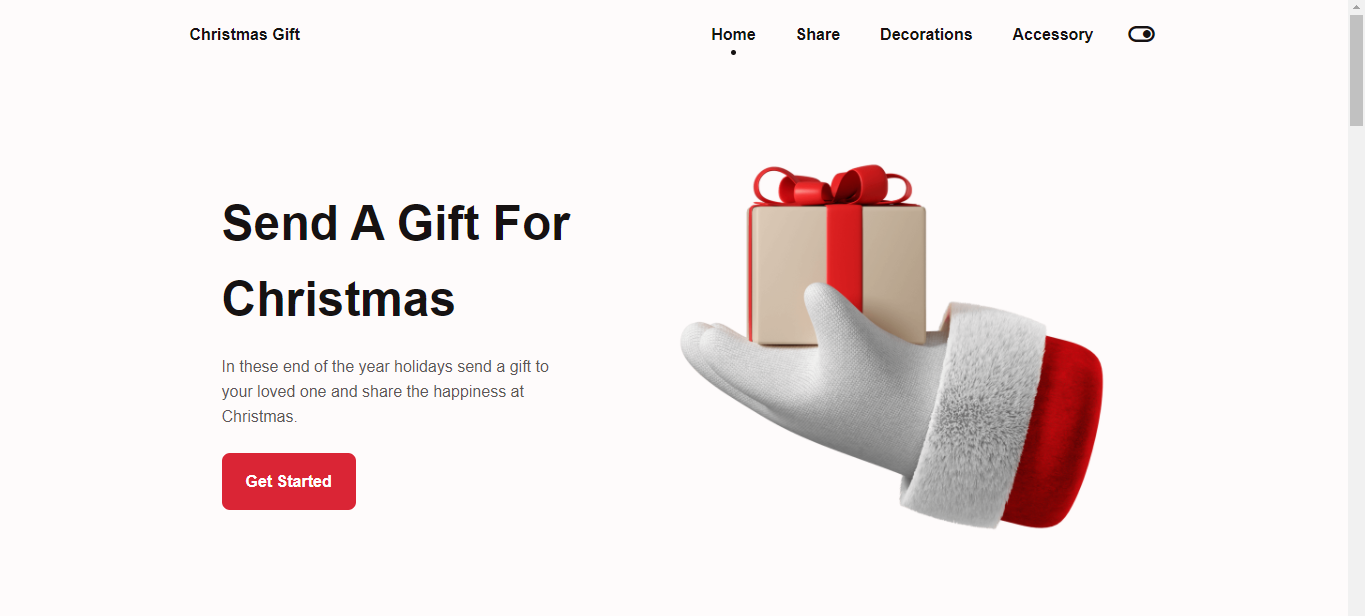 Christmas Gift
Home
Share
Decorations
Accessory
Send A Gift For
Christmas
In these end of the year holidays send a gift to
your loved one and share the happiness at
Christmas.
Get Started